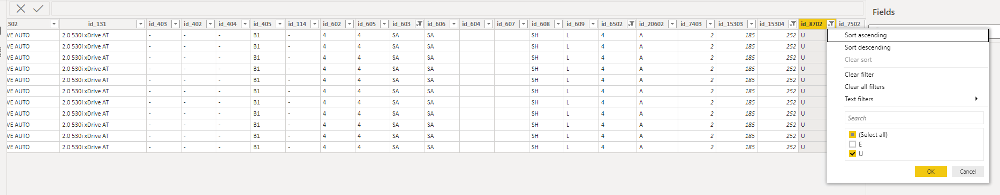 Fields
_302 id_131 id_403 id_402 id_404 id_405 id_114 id_602 id_605 id_603 id_606 id_604 id_607 id_608 id_609 id_6502 id_20602 id_7403 id_15303 id_15304 id_8702 id_7502
VE AUTO 2.0 530i xDrive AT - - - B1 - 4 4 SA SA SH L 4 A 2 185 252 U
VE AUTO 2.0 530i xDrive AT - - - B1 - 4 4 SA SA SH L 4 A 2 185 252 U
VE AUTO 2.0 530i xDrive AT - - - B1 - 4 4 SA SA SH L 4 A 2 185 252 U
VE AUTO 2.0 530i xDrive AT - - - B1 - 4 4 SA SA SH L 4 A 2 185 252 U
VE AUTO 2.0 530i xDrive AT - - - B1 - 4 4 SA SA SH L 4 A 2 185 252 U
VE AUTO 2.0 530i xDrive AT - - - B1 - 4 4 SA SA SH L 4 A 2 185 252 U
VE AUTO 2.0 530i xDrive AT - - - B1 - 4 4 SA SA SH L 4 A 2 185 252 U
VE AUTO 2.0 530i xDrive AT - - - B1 - 4 4 SA SA SH L 4 A 2 185 252 U
VE AUTO 2.0 530i xDrive AT - - - B1 - 4 4 SA SA SH L 4 A 2 185 252 U
VE AUTO 2.0 530i xDrive AT - - - B1 - 4 4 SA SA SH L 4 A 2 185 252 U
VE AUTO 2.0 530i xDrive AT - - - B1 - 4 4 SA SA SH L 4 A 2 185 252 U
Sort ascending
Sort descending
Clear sort
Clear filter
Clear all filters
Text filters
Search
(Select all)
E
U
OK Cancel